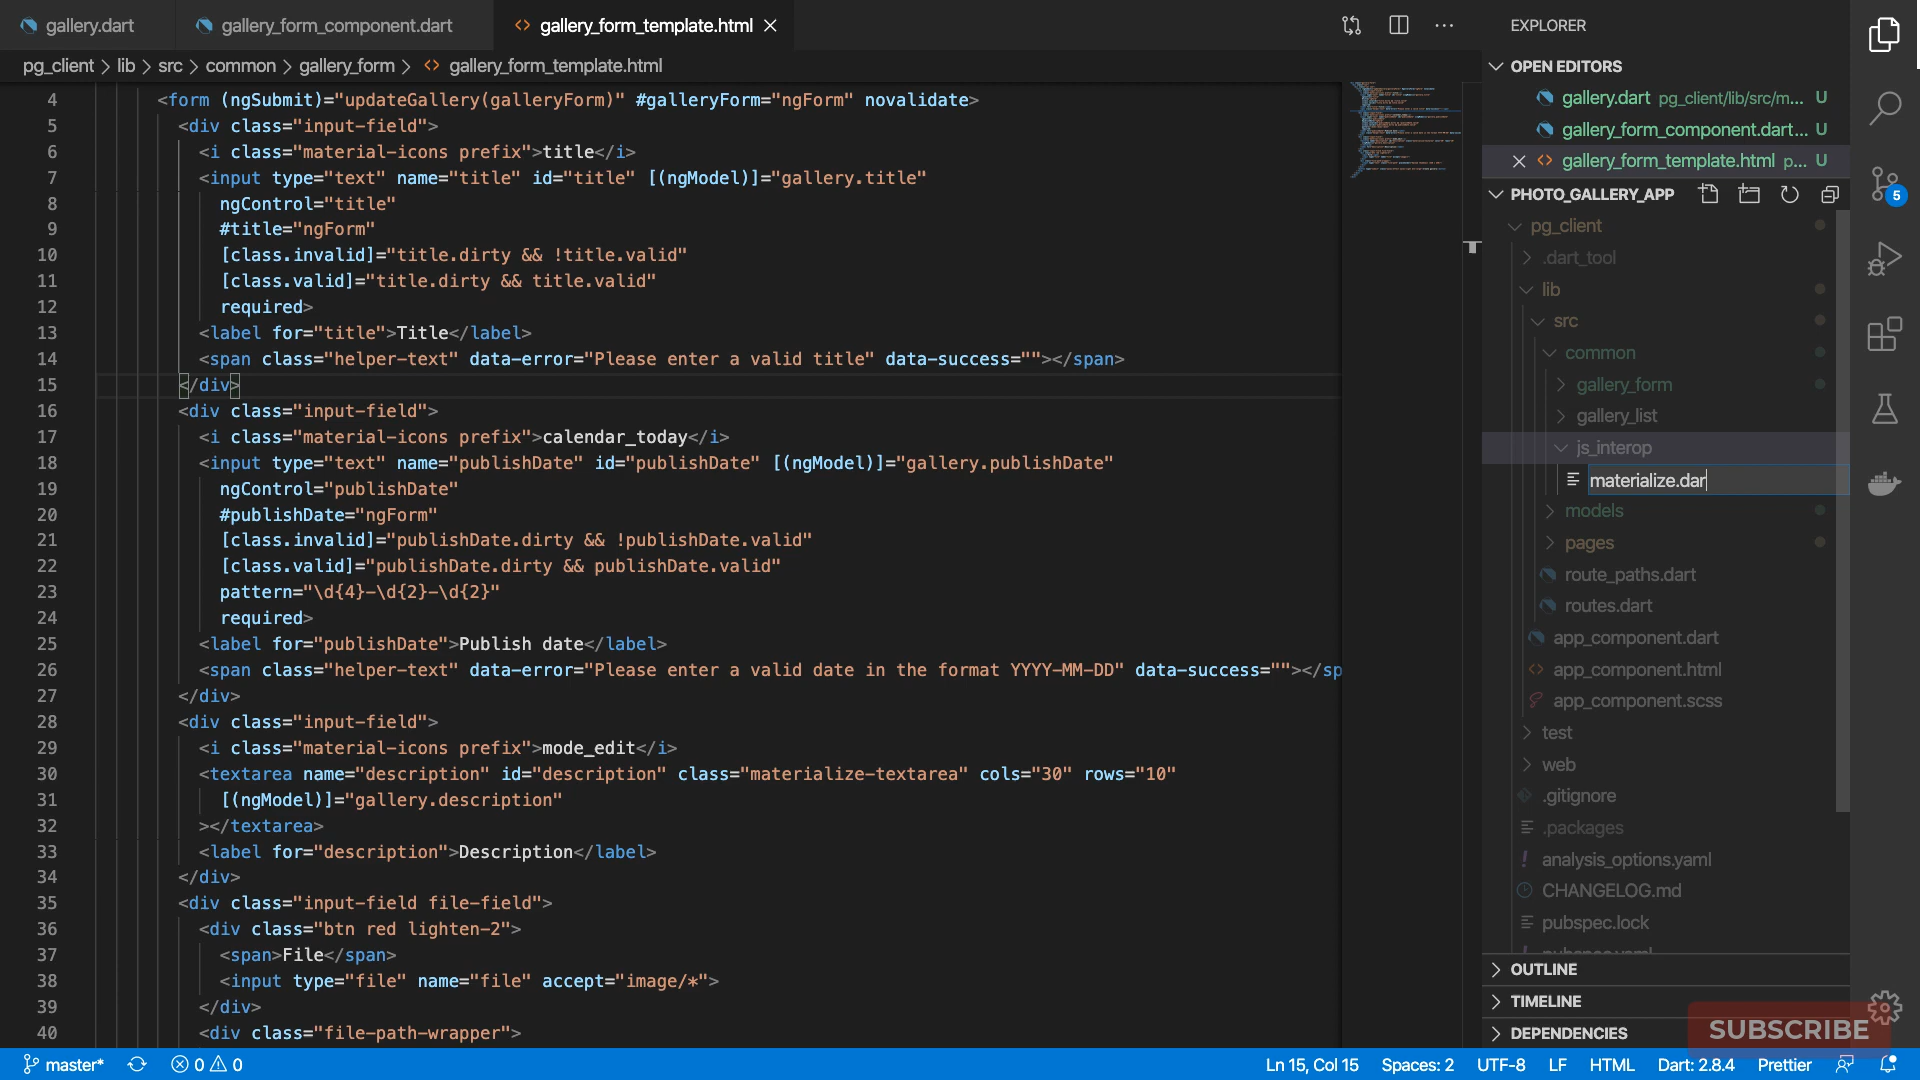 gallery.dart
gallery_form_component.dart
<> gallery_form_template.html
pg_client > lib > src > common > gallery_form > <> gallery_form_template.html
4 <form (ngSubmit)="updateGallery(galleryForm)" #galleryForm="ngForm" novalidate>
5 <div class="input-field">
6 <i class="material-icons prefix">title</i>
7 <input type="text" name="title" id="title" [(ngModel)]="gallery.title"
8 ngControl="title"
9 #title="ngForm"
10 [class.invalid]="title.dirty && !title.valid"
11 [class.valid]="title.dirty && title.valid"
12 required>
13 <label for="title">Title</label>
14 <span class="helper-text" data-error="Please enter a valid title" data-success=""></span>
15 </div>
16 <div class="input-field">
17 <i class="material-icons prefix">calendar_today</i>
18 <input type="text" name="publishDate" id="publishDate" [(ngModel)]="gallery.publishDate"
19 ngControl="publishDate"
20 #publishDate="ngForm"
21 [class.invalid]="publishDate.dirty && !publishDate.valid"
22 [class.valid]="publishDate.dirty && publishDate.valid"
23 pattern="\d{4}-\d{2}-\d{2}"
24 required>
25 <label for="publishDate">Publish date</label>
26 <span class="helper-text" data-error="Please enter a valid date in the format YYYY-MM-DD" data-success=""></sp
27 </div>
28 <div class="input-field">
29 <i class="material-icons prefix">mode_edit</i>
30 <textarea name="description" id="description" class="materialize-textarea" cols="30" rows="10"
31 [(ngModel)]="gallery.description"
32 ></textarea>
33 <label for="description">Description</label>
34 </div>
35 <div class="input-field file-field">
36 <div class="btn red lighten-2">
37 <span>File</span>
38 <input type="file" name="file" accept="image/*">
39 </div>
40 <div class="file-path-wrapper">
EXPLORER
OPEN EDITORS
gallery.dart pg_client/lib/src/m... U
gallery_form_component.dart... U
<> gallery_form_template.html p... U
PHOTO_GALLERY_APP
pg_client
.dart_tool
lib
src
common
gallery_form
gallery_list
js_interop
materialize.dar
models
pages
route_paths.dart
routes.dart
app_component.dart
<> app_component.html
app_component.scss
test
web
.gitignore
.packages
! analysis_options.yaml
CHANGELOG.md
pubspec.lock
OUTLINE
TIMELINE
DEPENDENCIES
5
SUBSCRIBE
master* 0 0 Ln 15, Col 15 Spaces: 2 UTF-8 LF HTML Dart: 2.8.4 Prettier